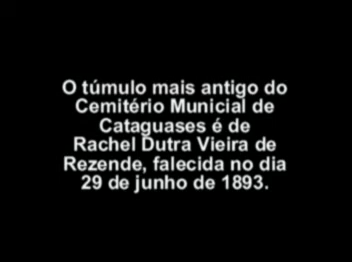 O túmulo mais antigo do
Cemitério Municial de
Cataguases é de
Rachel Dutra Vieira de
Rezende, falecida no dia
29 de junho de 1893.